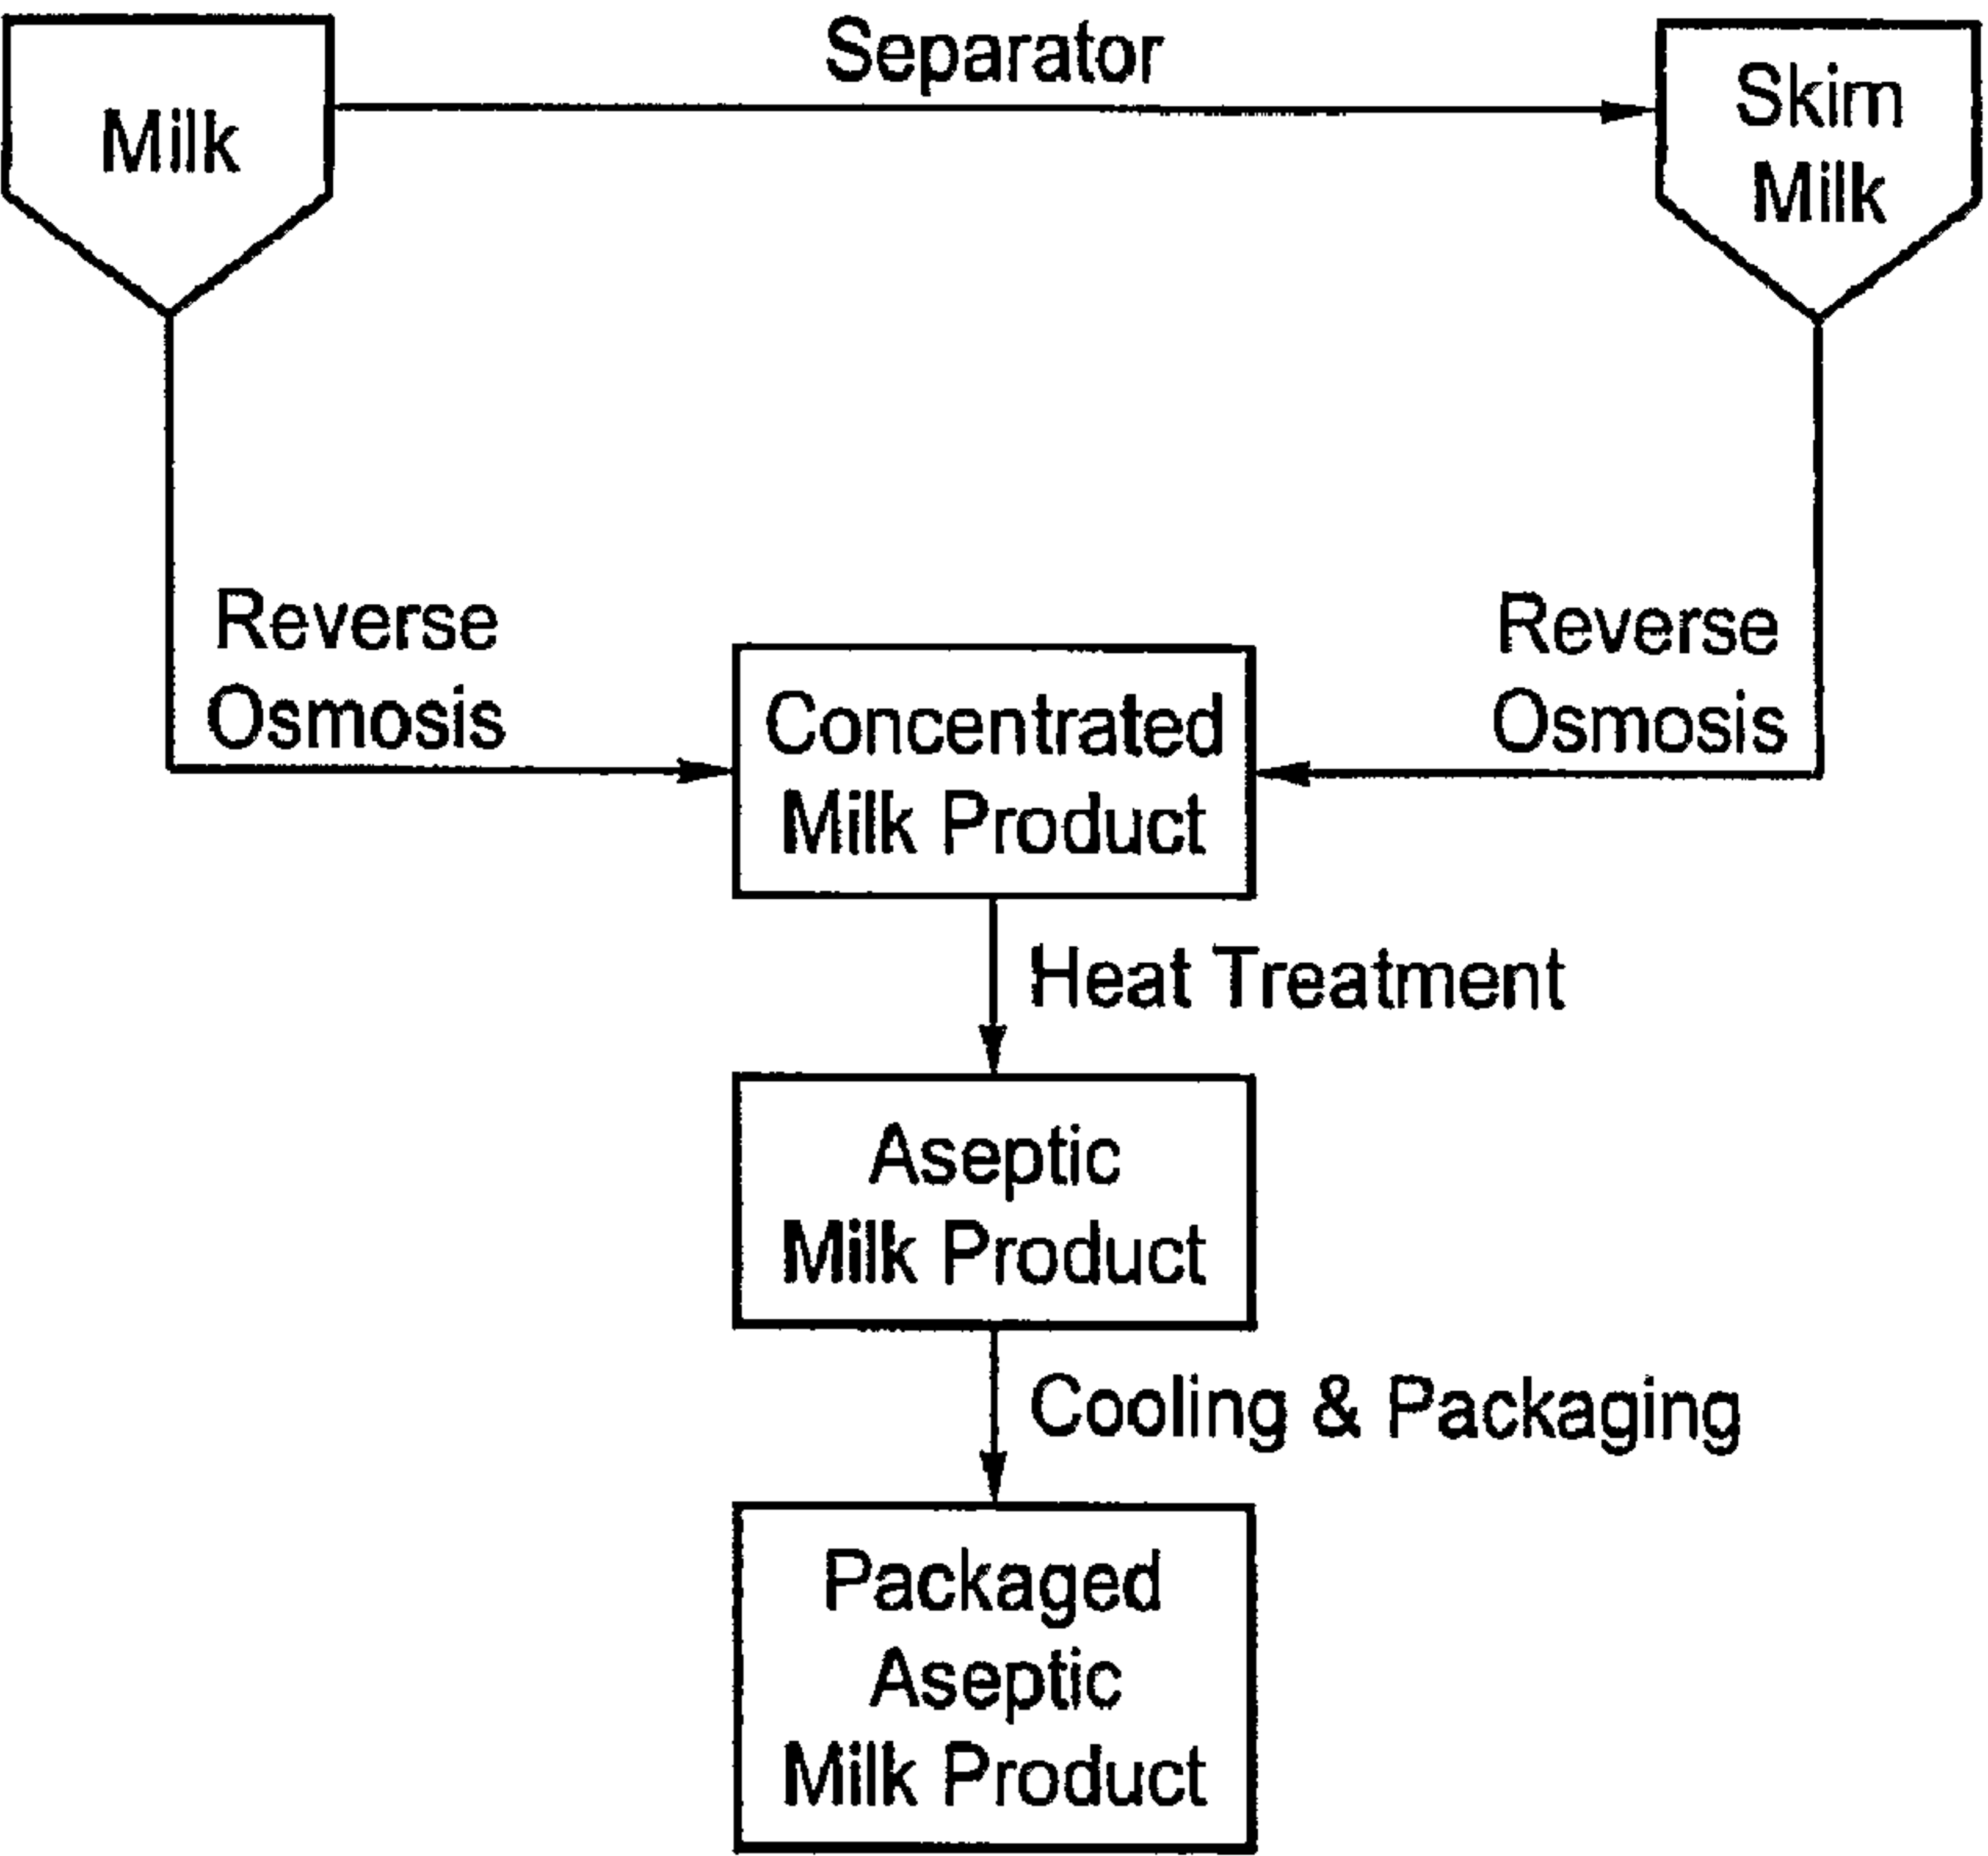 Separator
Milk
Skim
Milk
Reverse
Osmosis
Reverse
Osmosis
Concentrated
Milk Product
Heat Treatment
Aseptic
Milk Product
Cooling & Packaging
Packaged
Aseptic
Milk Product